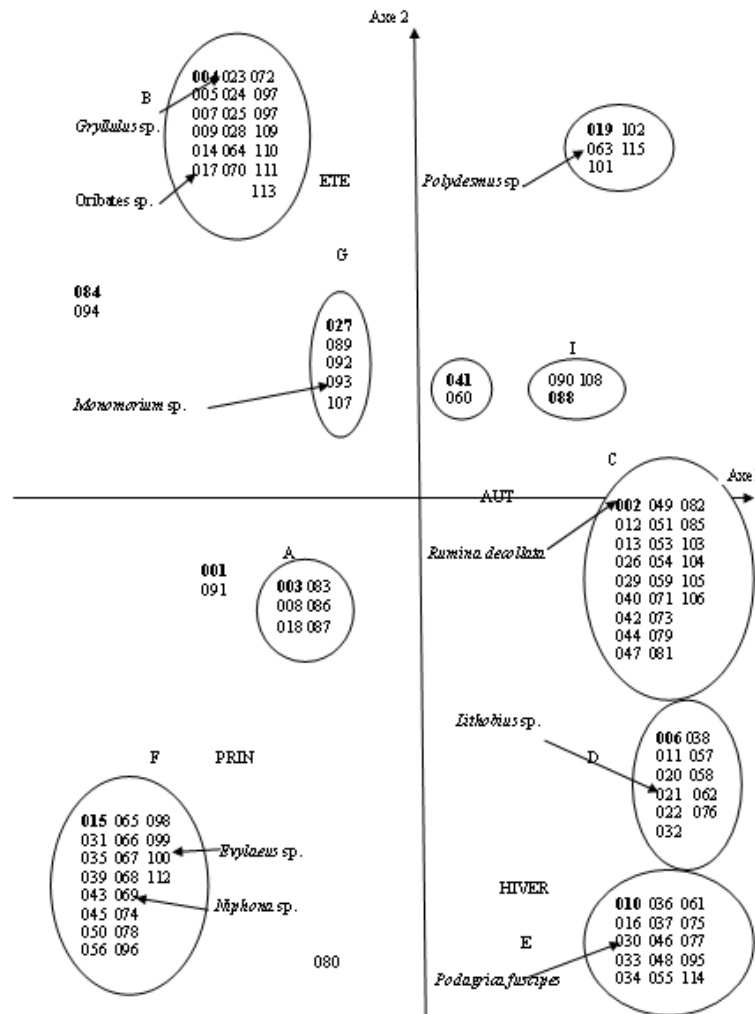 Axe 2
004 023 072
B
005 024 097
007 025 097
Gryllulus sp.
009 028 109
014 064 110
017 070 111
113
Oribates sp.
ETE
019 102
063 115
101
Polydesmus sp
G
084
094
027
089
092
093
107
Monomorium sp.
041
060
I
090 108
088
C
Axe
AUT
002 049 082
012 051 085
013 053 103
026 054 104
029 059 105
040 071 106
042 073
044 079
047 081
Rumina decollata
001
091
A
003 083
008 086
018 087
Lithobius sp.
D
006 038
011 057
020 058
021 062
022 076
032
F
PRIN
015 065 098
031 066 099
035 067 100
039 068 112
043 069
045 074
050 078
056 096
Evylaeus sp.
Niphona sp.
080
HIVER
E
010 036 061
016 037 075
030 046 077
033 048 095
034 055 114
Podagrica fuscipes